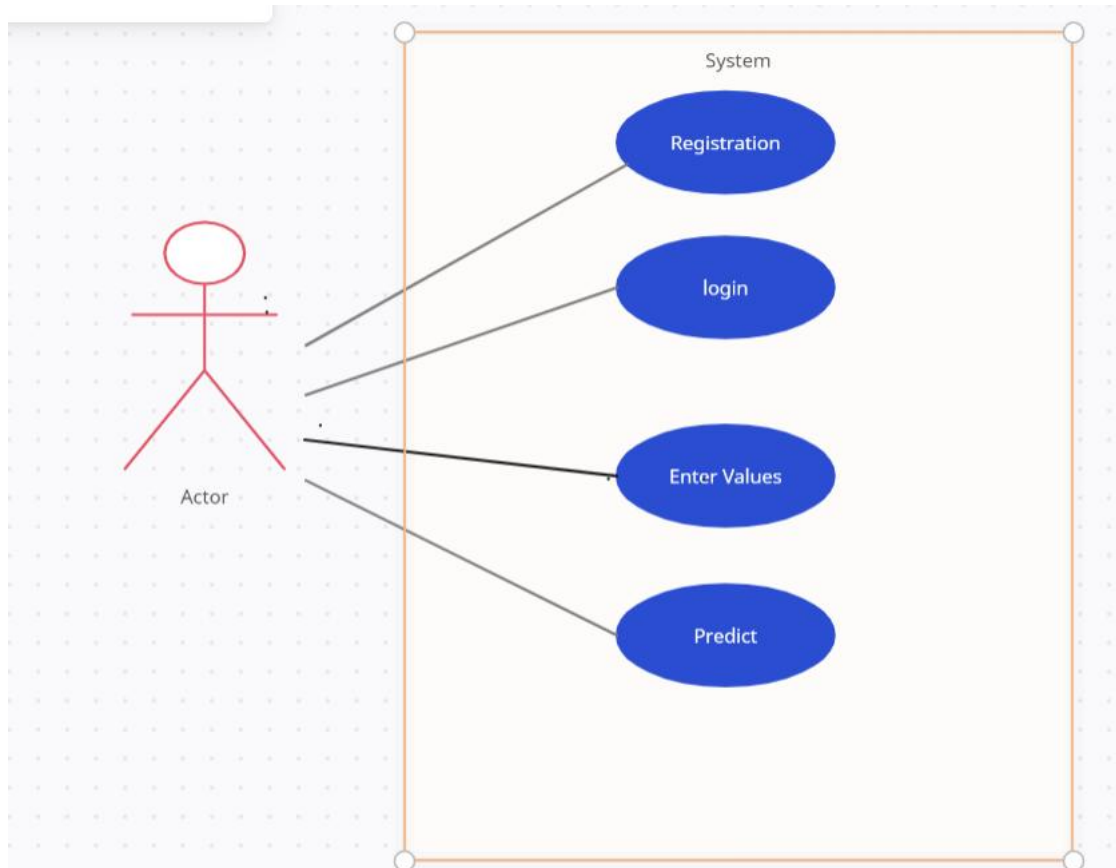 System
Registration
login
Enter Values
Actor
Predict